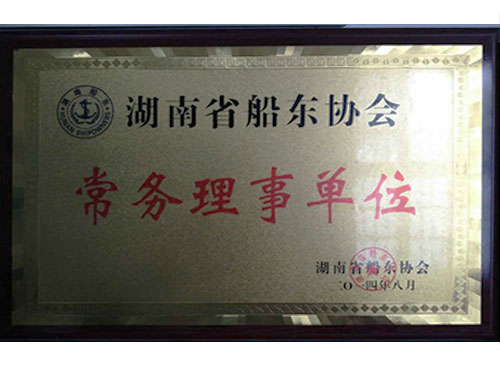 湖南省船东协会
常务理事单位
湖南省船东协会
二〇一四年八月